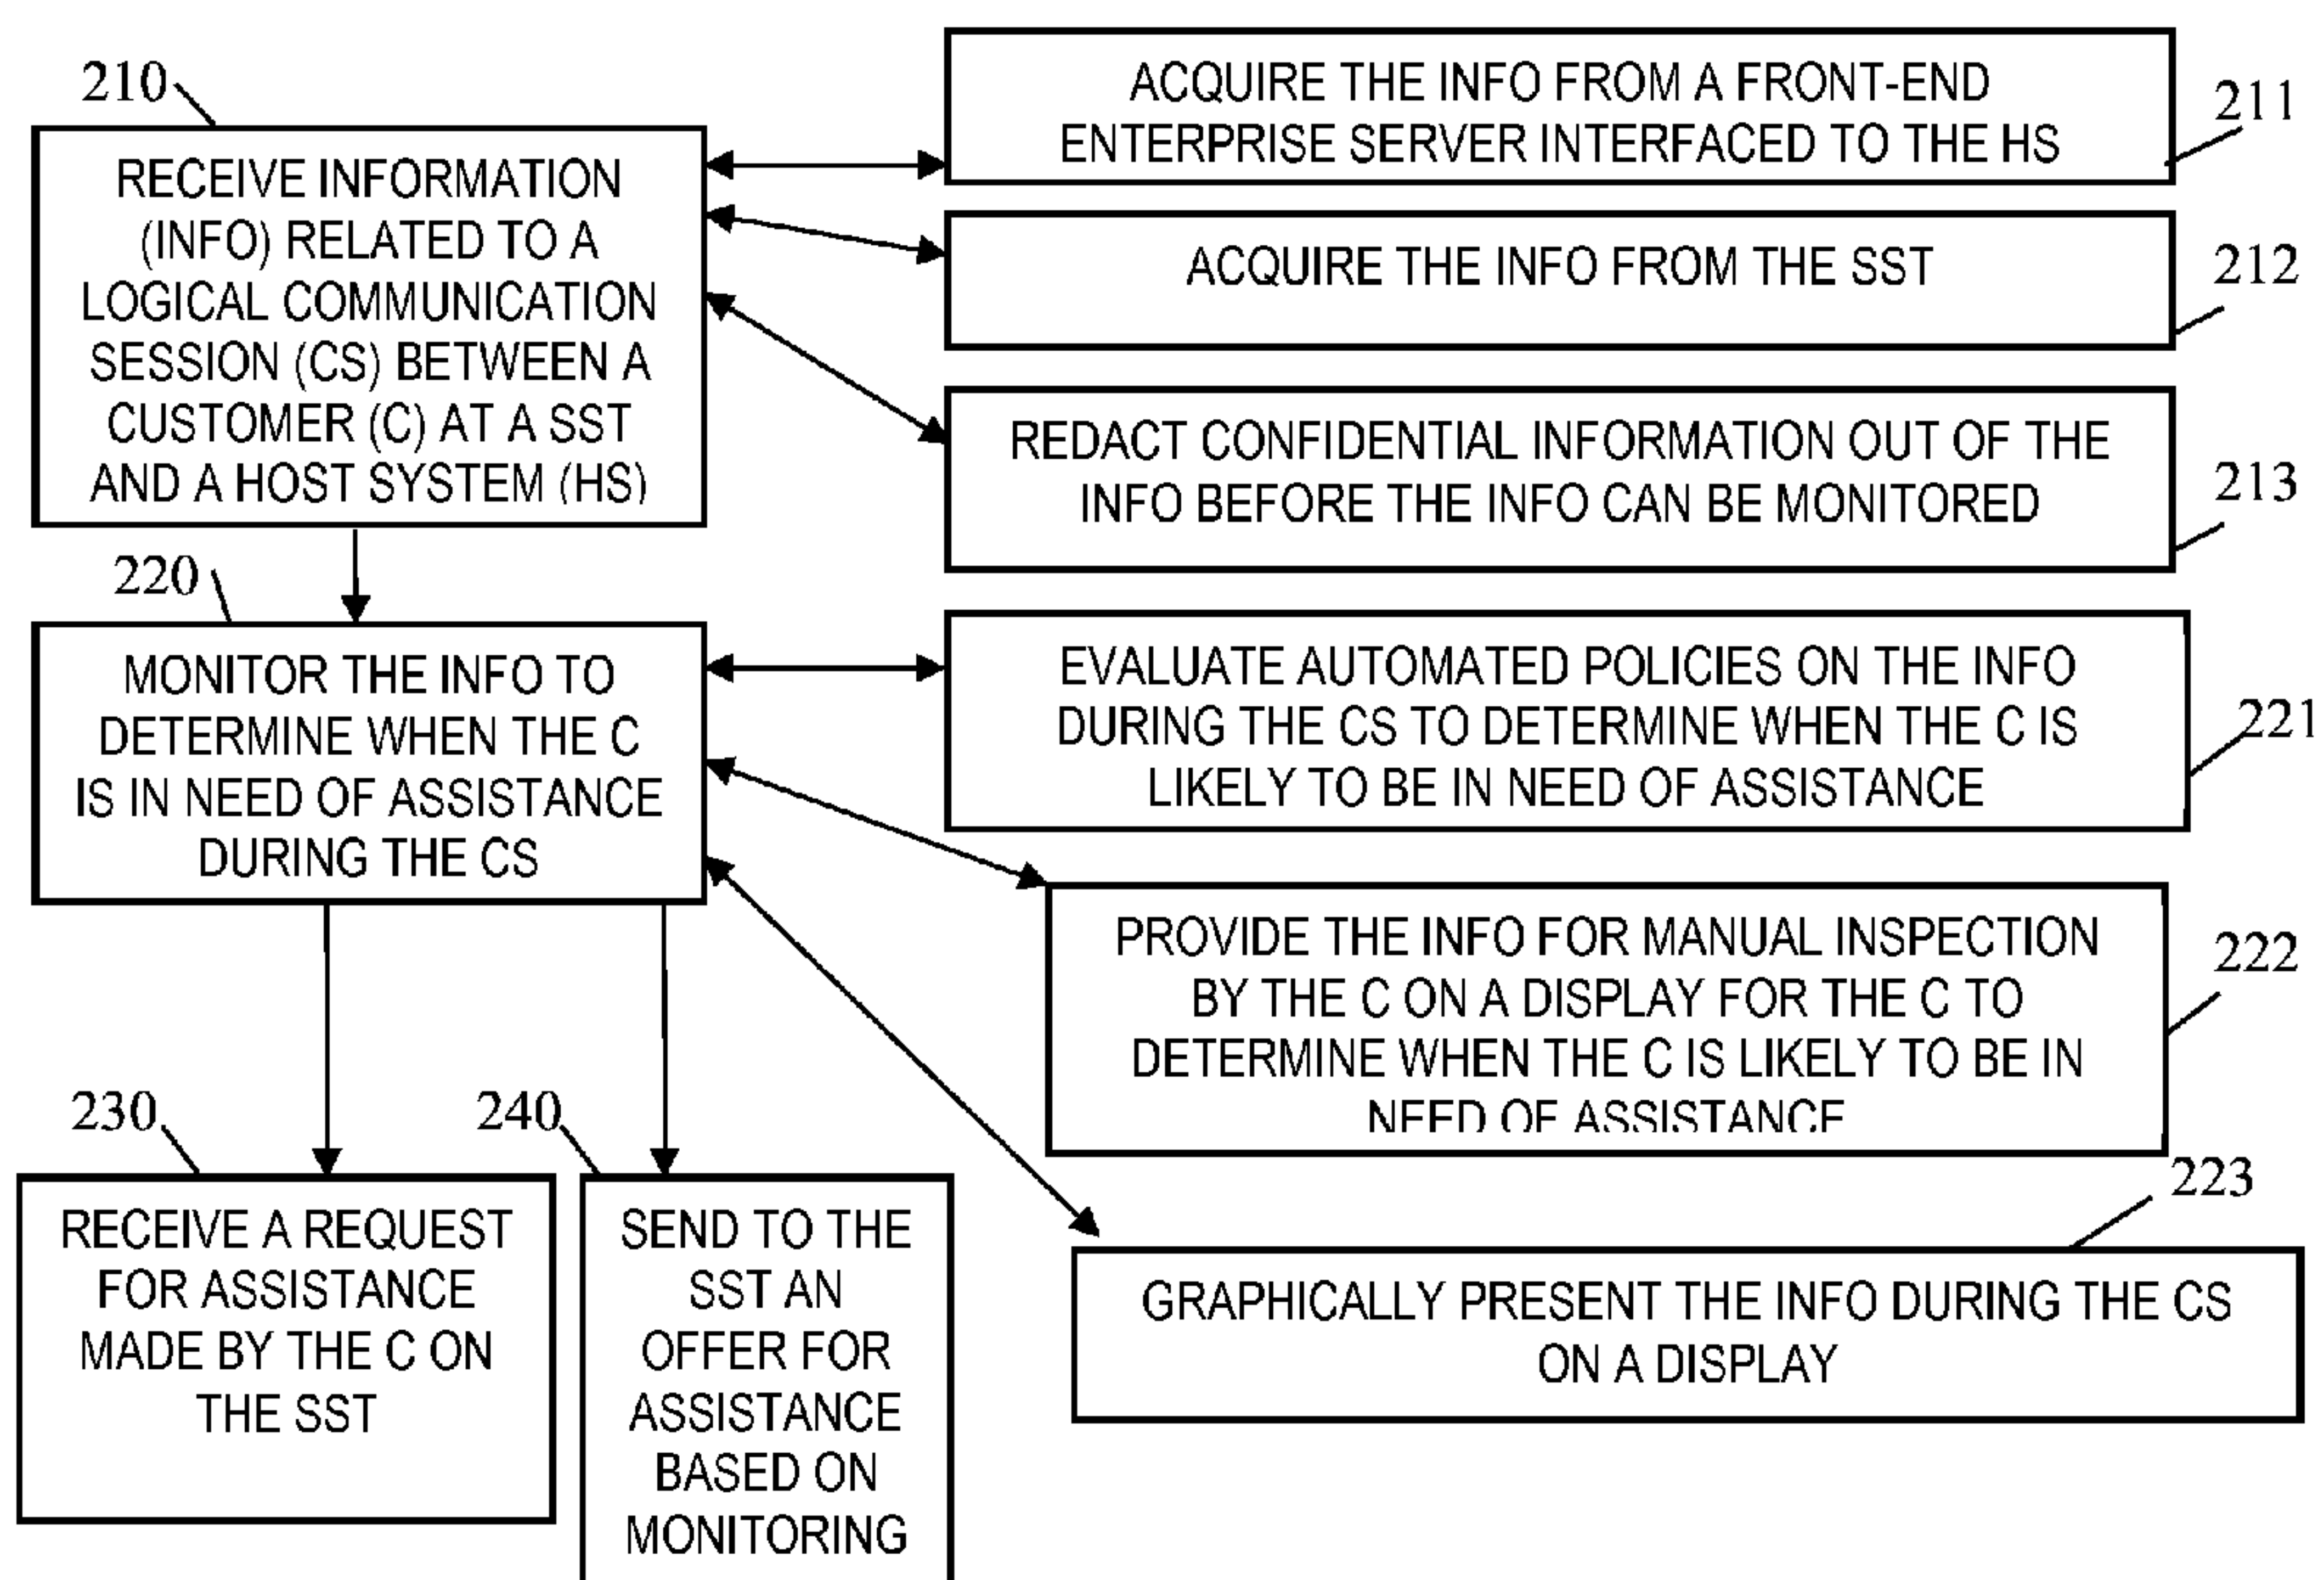 210
RECEIVE INFORMATION
(INFO) RELATED TO A
LOGICAL COMMUNICATION
SESSION (CS) BETWEEN A
CUSTOMER (C) AT A SST
AND A HOST SYSTEM (HS)
ACQUIRE THE INFO FROM A FRONT-END
ENTERPRISE SERVER INTERFACED TO THE HS
211
ACQUIRE THE INFO FROM THE SST
212
REDACT CONFIDENTIAL INFORMATION OUT OF THE
INFO BEFORE THE INFO CAN BE MONITORED
213
220
MONITOR THE INFO TO
DETERMINE WHEN THE C
IS IN NEED OF ASSISTANCE
DURING THE CS
EVALUATE AUTOMATED POLICIES ON THE INFO
DURING THE CS TO DETERMINE WHEN THE C IS
LIKELY TO BE IN NEED OF ASSISTANCE
221
PROVIDE THE INFO FOR MANUAL INSPECTION
BY THE C ON A DISPLAY FOR THE C TO
DETERMINE WHEN THE C IS LIKELY TO BE IN
NEED OF ASSISTANCE
222
223
GRAPHICALLY PRESENT THE INFO DURING THE CS
ON A DISPLAY
230
RECEIVE A REQUEST
FOR ASSISTANCE
MADE BY THE C ON
THE SST
240
SEND TO THE
SST AN
OFFER FOR
ASSISTANCE
BASED ON
MONITORING